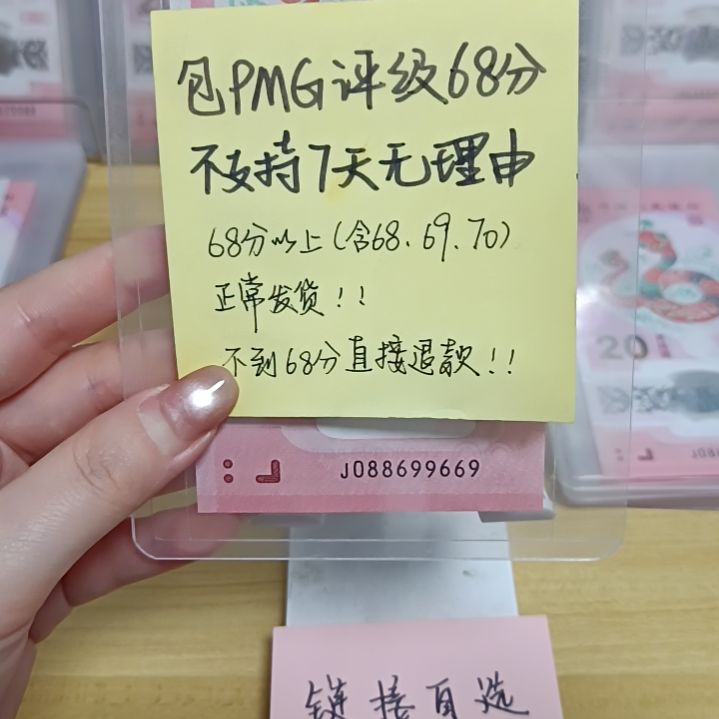 包PMG评级68分
不支持7天无理由
68分以上(含68、69、70)
正常发货!!
不到68分直接退款!!
J088699669
20
链接自选